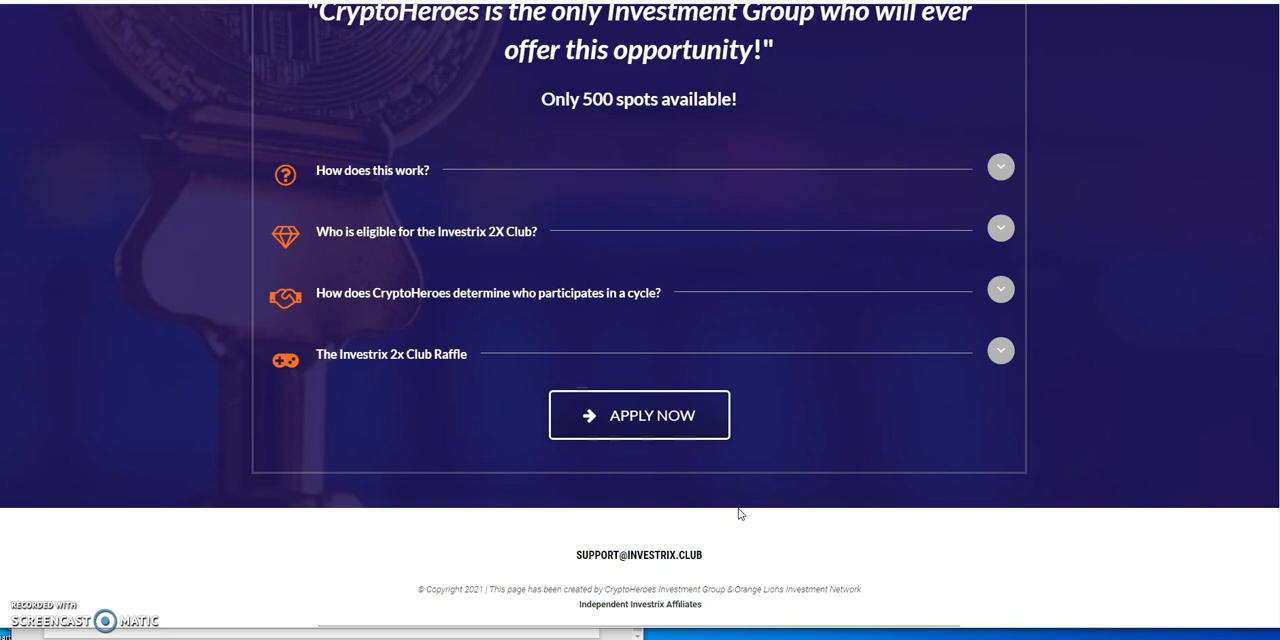 "CryptoHeroes is the only Investment Group who will ever
offer this opportunity!"
Only 500 spots available!
How does this work?
Who is eligible for the Investrix 2X Club?
How does CryptoHeroes determine who participates in a cycle?
The Investrix 2x Club Raffle
APPLY NOW
SUPPORT@INVESTRIX.CLUB
© Copyright 2021 | This page has been created by CryptoHeroes Investment Group & Orange Lions Investment Network
Independent Investrix Affiliates
RECORDED WITH
SCREENCAST MATIC